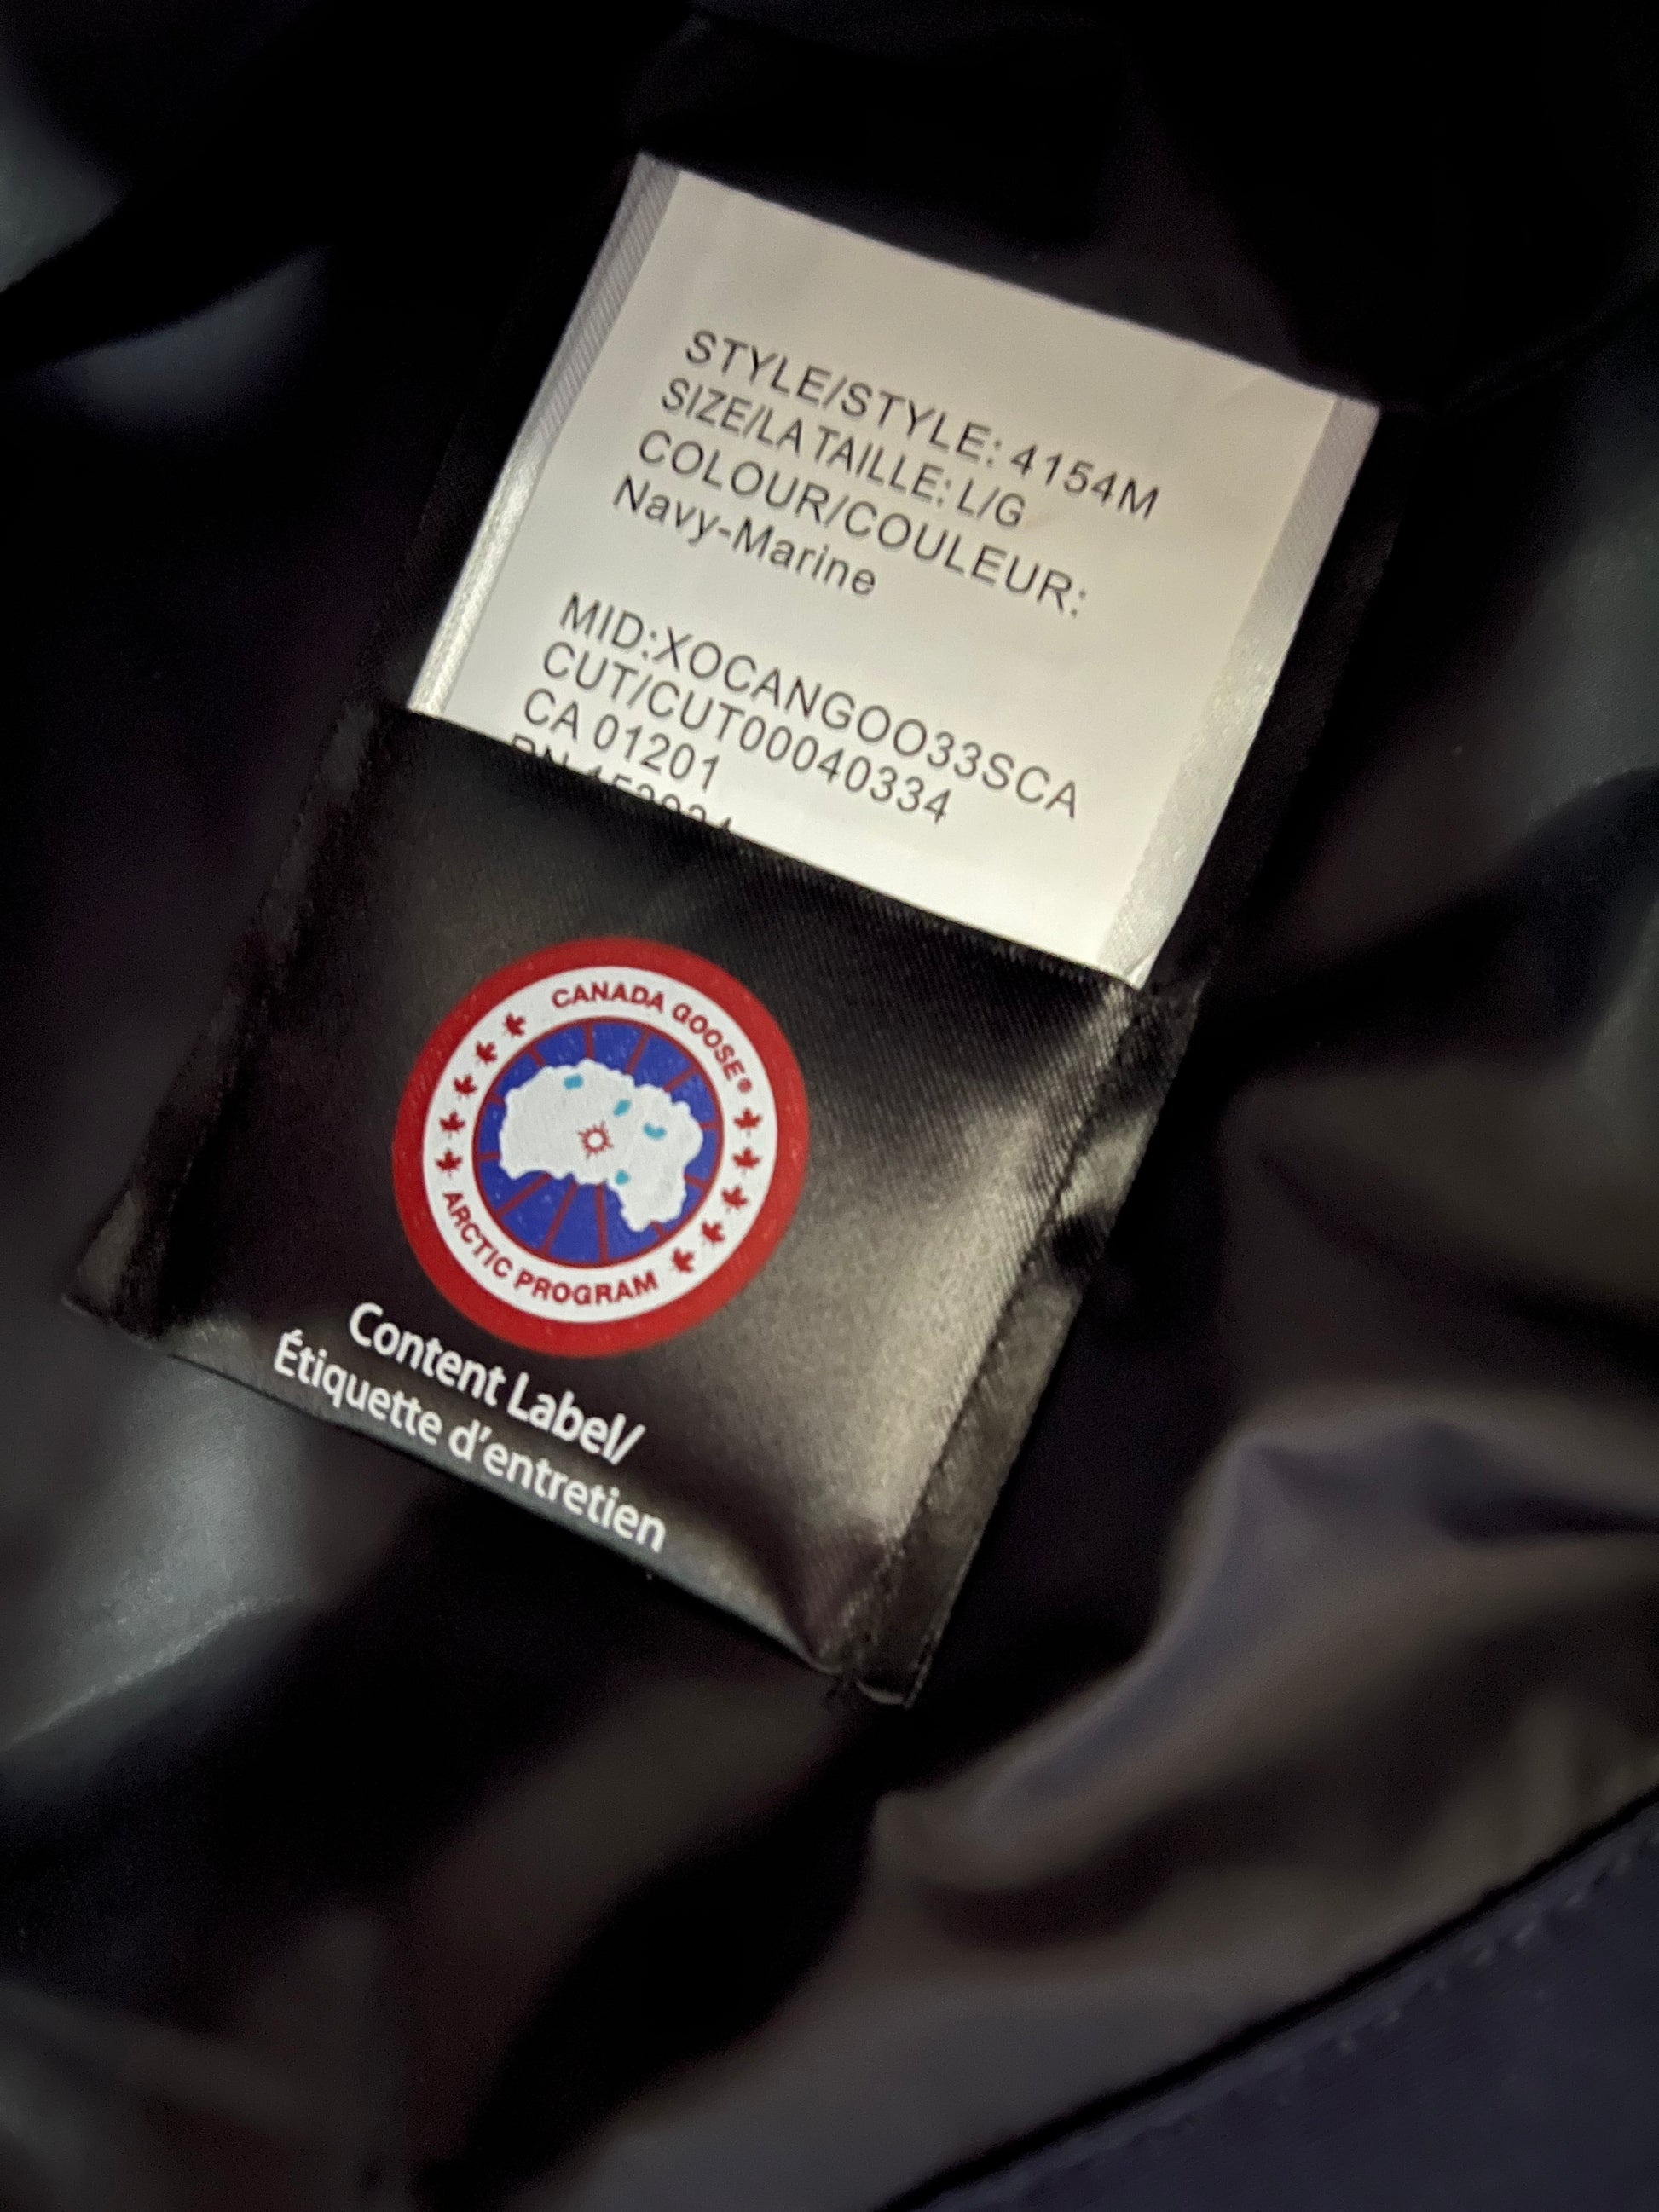 STYLE/STYLE: 4154M
SIZE/LA TAILLE: L/G
COLOUR/COULEUR:
Navy-Marine
MID:XOCANGOO33SCA
CUT/CUT00040334
CA 01201
CANADA GOOSE®
ARCTIC PROGRAM
Content Label/
Étiquette d'entretien